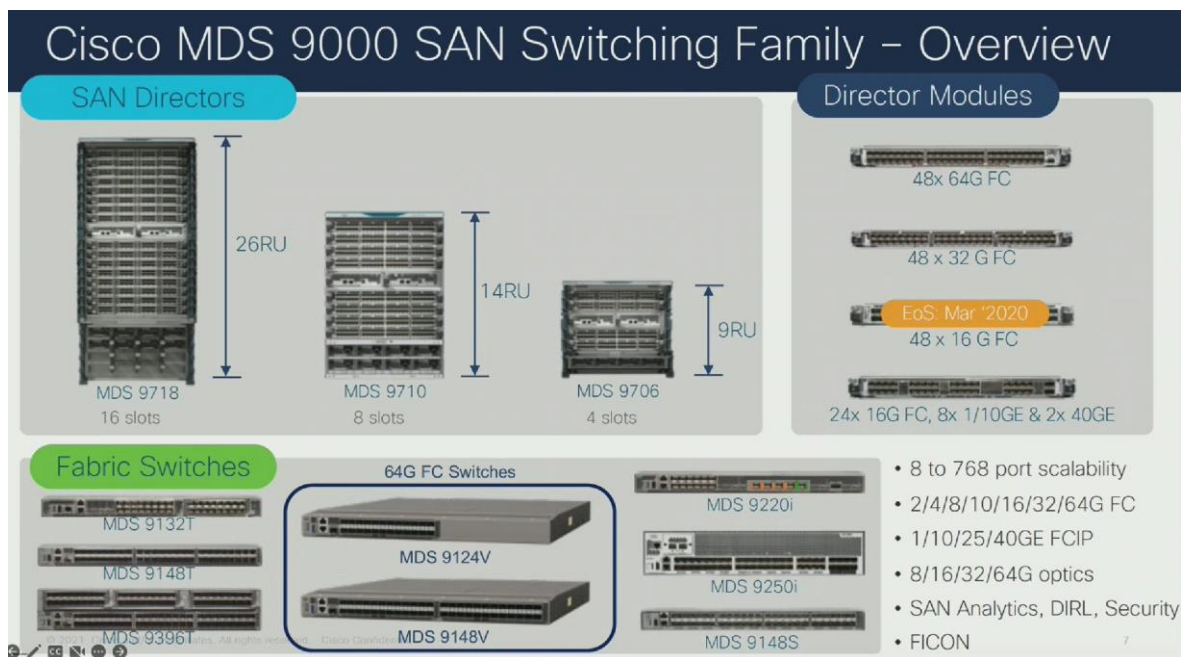 Cisco MDS 9000 SAN Switching Family – Overview
SAN Directors
26RU
14RU
9RU
MDS 9718
MDS 9710
MDS 9706
16 slots
8 slots
4 slots
Director Modules
48x 64G FC
48 x 32 G FC
EoS: Mar '2020
48 x 16 G FC
24x 16G FC, 8x 1/10GE & 2x 40GE
Fabric Switches
MDS 9132T
MDS 9148T
MDS 9396T
64G FC Switches
MDS 9124V
MDS 9148V
MDS 9220i
MDS 9250i
MDS 9148S
• 8 to 768 port scalability
• 2/4/8/10/16/32/64G FC
• 1/10/25/40GE FCIP
• 8/16/32/64G optics
• SAN Analytics, DIRL, Security
• FICON
© 2021 All rights Cisco
7
CC